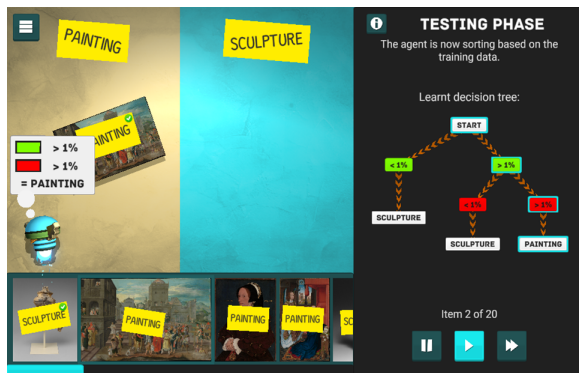 PAINTING
SCULPTURE
PAINTING
> 1%
> 1%
= PAINTING
SCULPTURE
PAINTING
PAINTING
PAINTING
SC
TESTING PHASE
The agent is now sorting based on the
training data.
Learnt decision tree:
START
< 1%
> 1%
SCULPTURE
< 1%
> 1%
SCULPTURE
PAINTING
Item 2 of 20